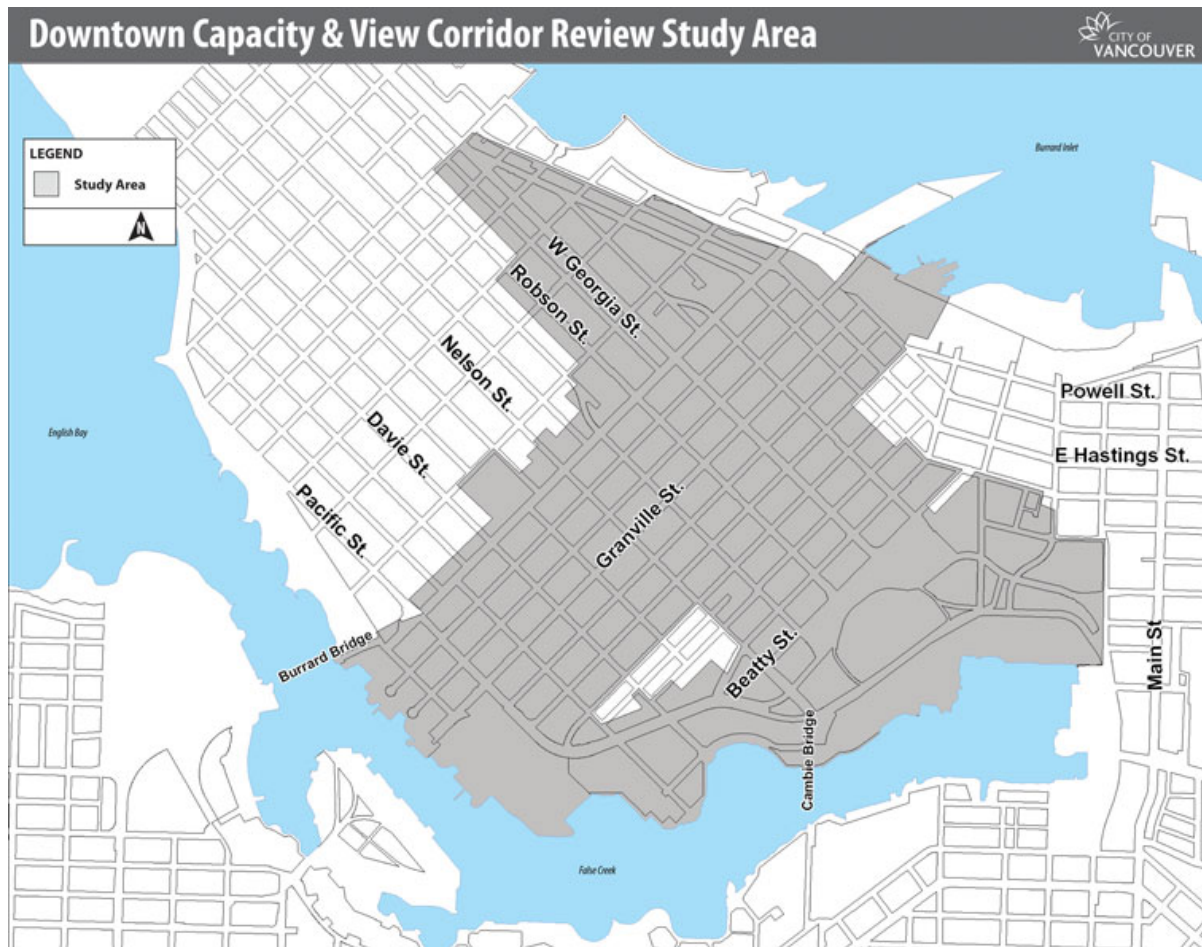 Downtown Capacity & View Corridor Review Study Area
CITY OF
VANCOUVER
LEGEND
Study Area
N
Burrard Inlet
W Georgia St.
Robson St.
Nelson St.
Powell St.
Davie St.
English Bay
E Hastings St.
Pacific St.
Granville St.
Burrard Bridge
Beatty St.
Main St
Cambie Bridge
False Creek